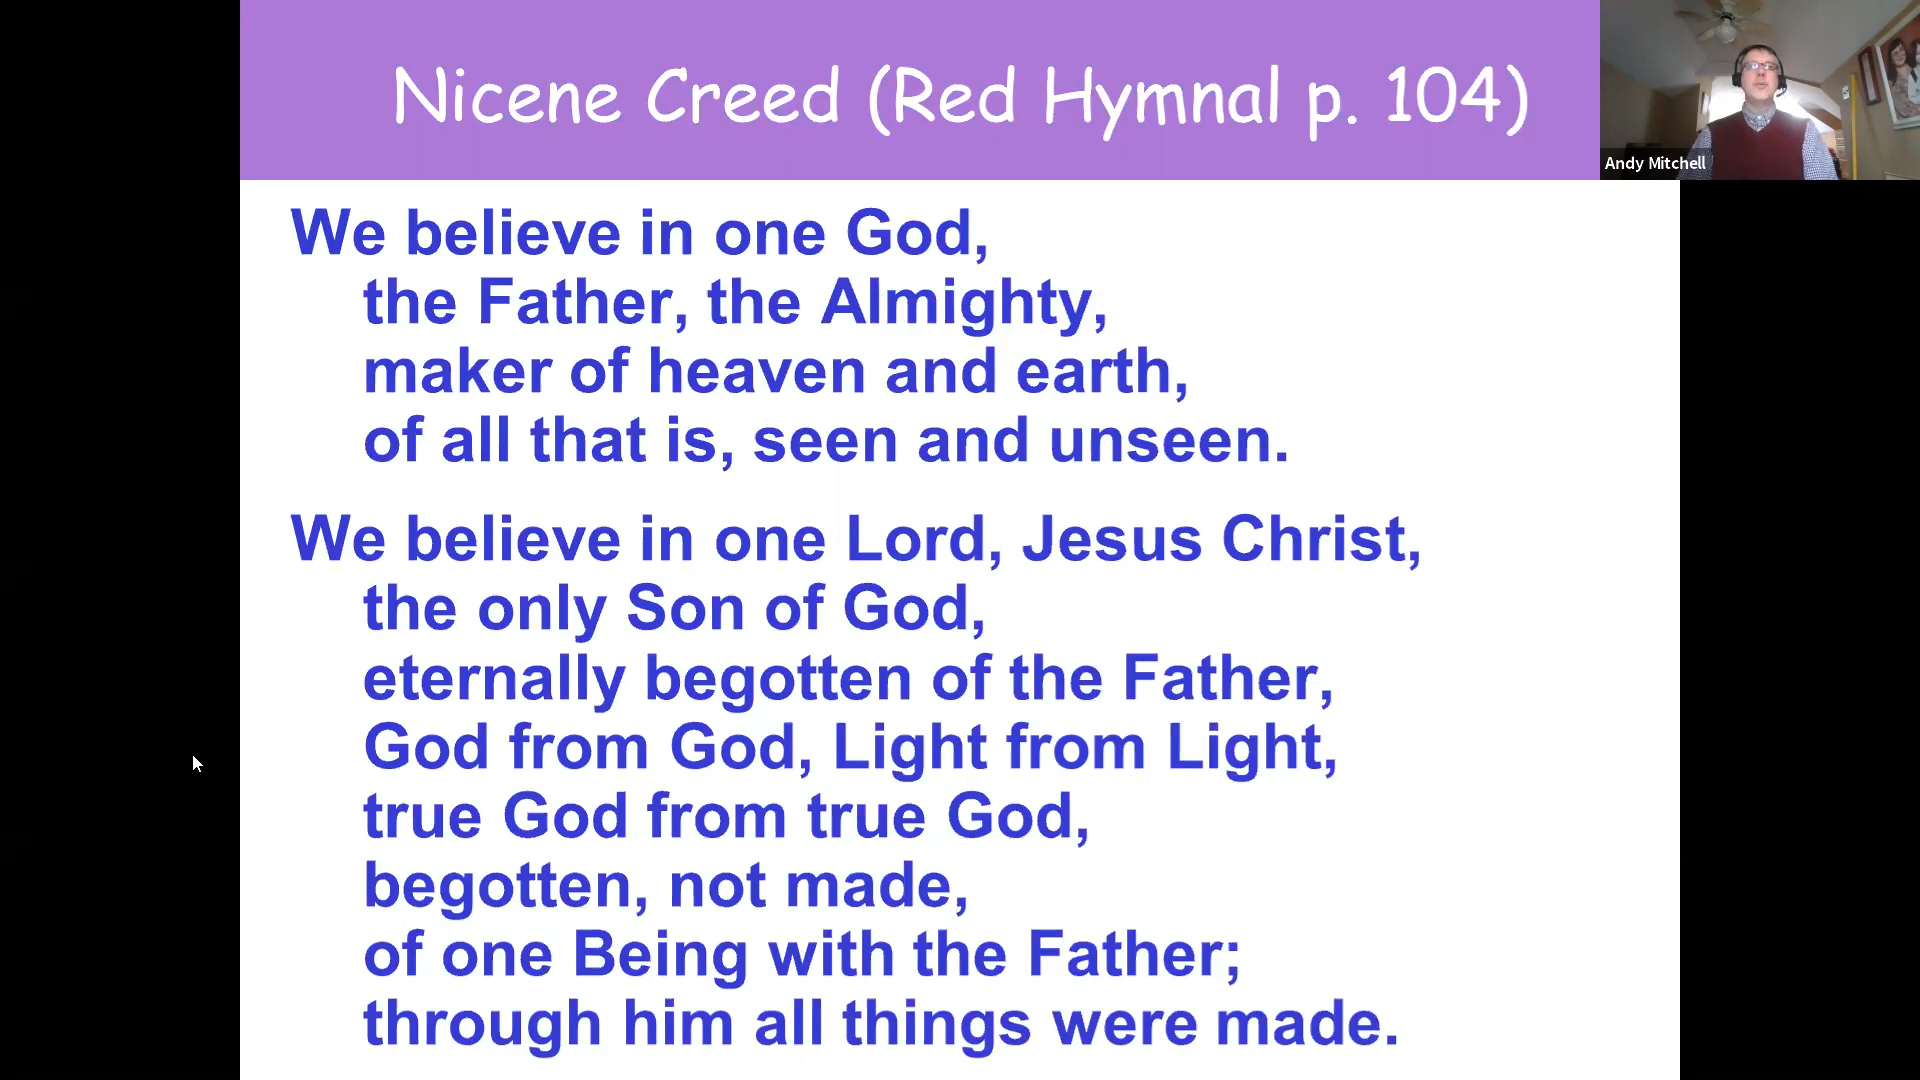 Nicene Creed (Red Hymnal p. 104)
Andy Mitchell
We believe in one God,
the Father, the Almighty,
maker of heaven and earth,
of all that is, seen and unseen.
We believe in one Lord, Jesus Christ,
the only Son of God,
eternally begotten of the Father,
God from God, Light from Light,
true God from true God,
begotten, not made,
of one Being with the Father;
through him all things were made.